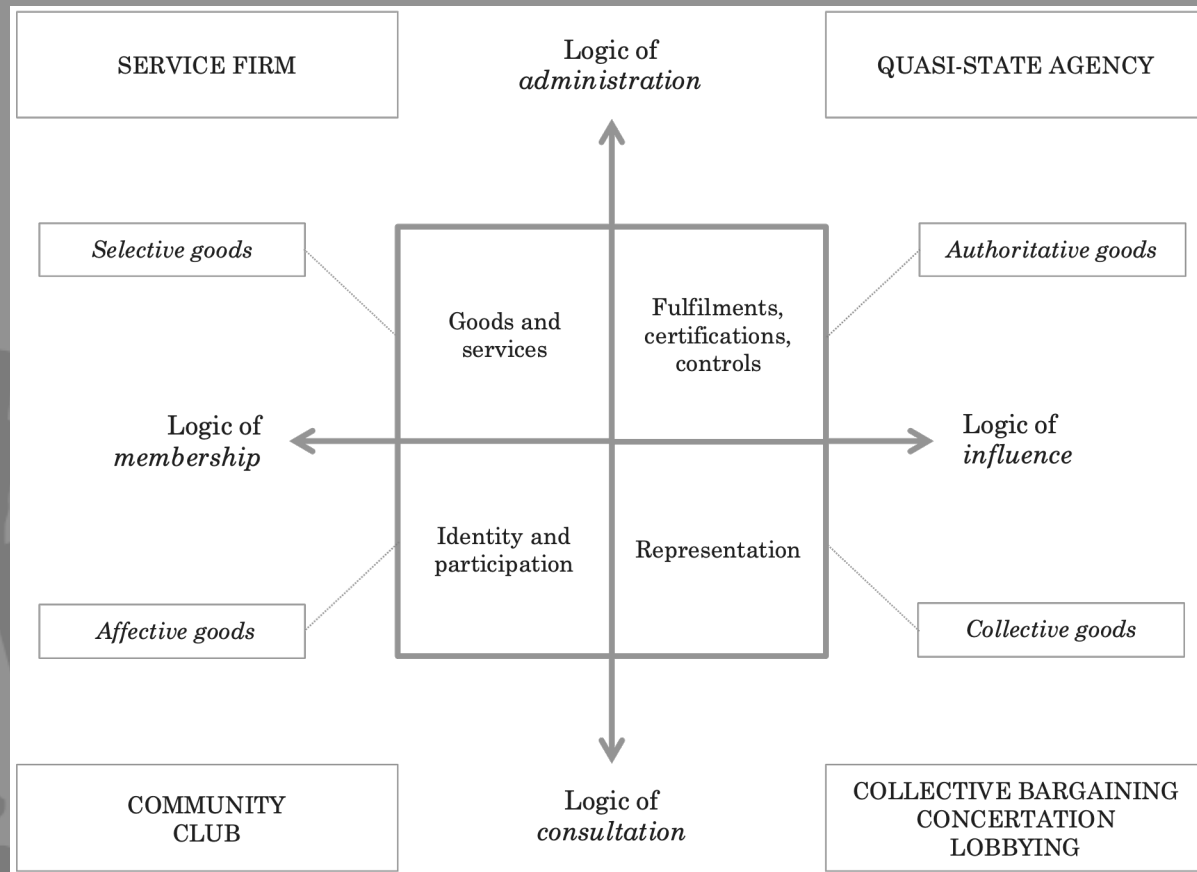 SERVICE FIRM
Logic of
administration
QUASI-STATE AGENCY
Selective goods
Authoritative goods
Goods and
services
Fulfilments,
certifications,
controls
Logic of
membership
Logic of
influence
Identity and
participation
Representation
Affective goods
Collective goods
COMMUNITY
CLUB
Logic of
consultation
COLLECTIVE BARGAINING
CONCERTATION
LOBBYING